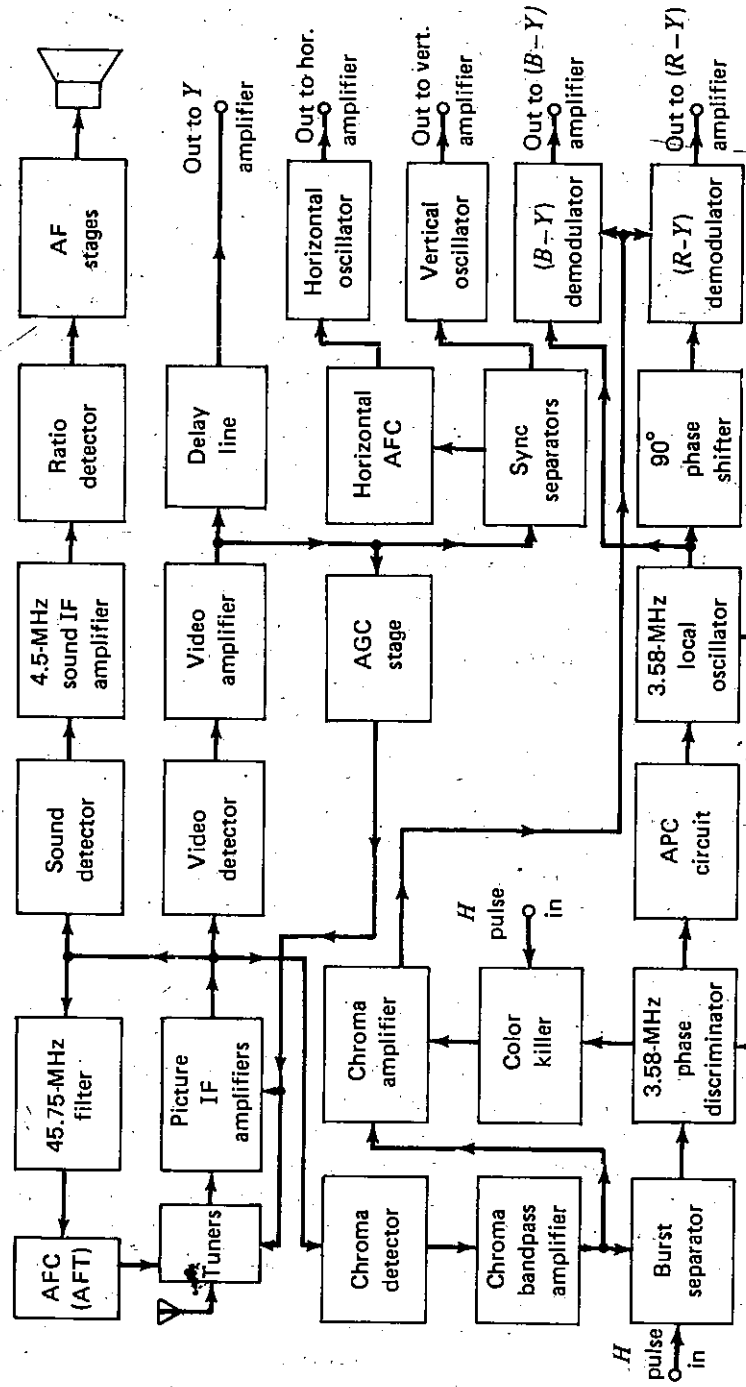 AFC
(AFT)
45.75-MHz
filter
Sound
detector
4.5-MHz
sound IF
amplifier
Ratio
detector
AF
stages
Tuners
Picture
IF
amplifiers
Video
detector
Video
amplifier
Delay
line
Out to Y
amplifier
AGC
stage
Horizontal
AFC
Horizontal
oscillator
Out to hor.
amplifier
Sync
separators
Vertical
oscillator
Out to vert.
amplifier
Chroma
detector
Chroma
amplifier
H
pulse
in
Chroma
bandpass
amplifier
Color
killer
(B–Y)
demodulator
Out to (B–Y)
amplifier
H
pulse
in
Burst
separator
3.58-MHz
phase
discriminator
APC
circuit
3.58-MHz
local
oscillator
90°
phase
shifter
(R-Y)
demodulator
Out to (R–Y)
amplifier